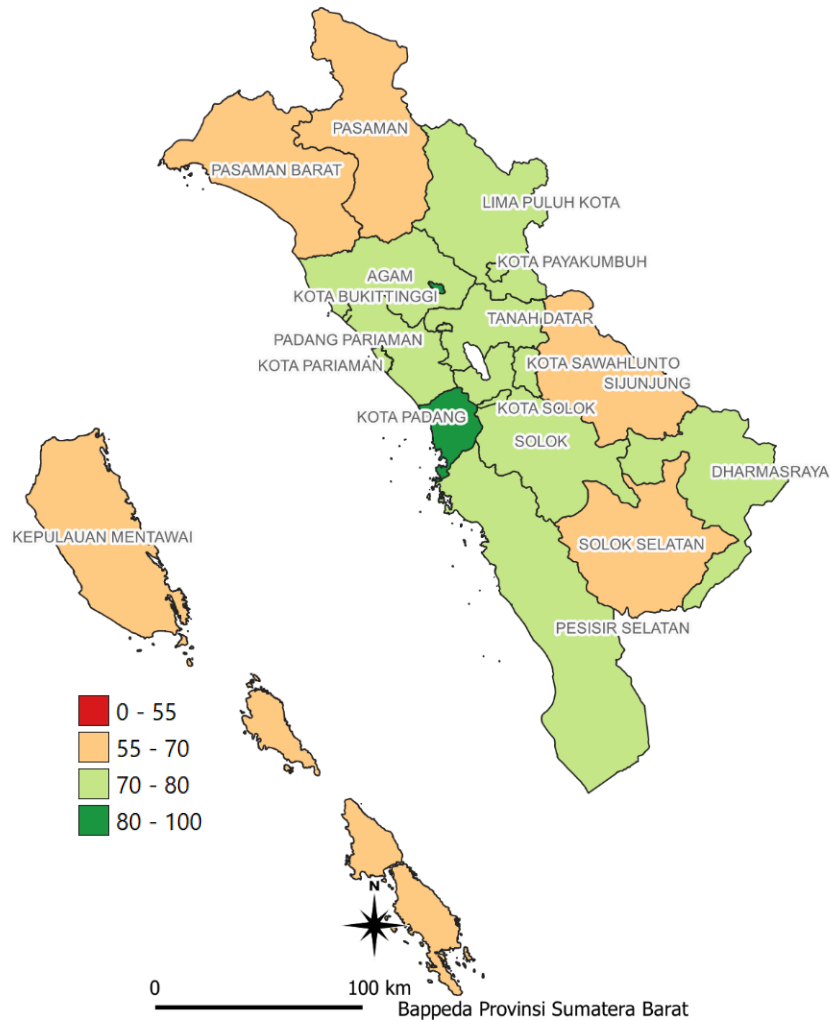 PASAMAN
PASAMAN BARAT
LIMA PULUH KOTA
KOTA PAYAKUMBUH
AGAM
KOTA BUKITTINGGI
TANAH DATAR
PADANG PARIAMAN
KOTA PARIAMAN
KOTA SAWAHLUNTO
SIJUNJUNG
KOTA PADANG
KOTA SOLOK
SOLOK
DHARMASRAYA
KEPULAUAN MENTAWAI
SOLOK SELATAN
PESISIR SELATAN
0 - 55
55 - 70
70 - 80
80 - 100
N
0 100 km
Bappeda Provinsi Sumatera Barat